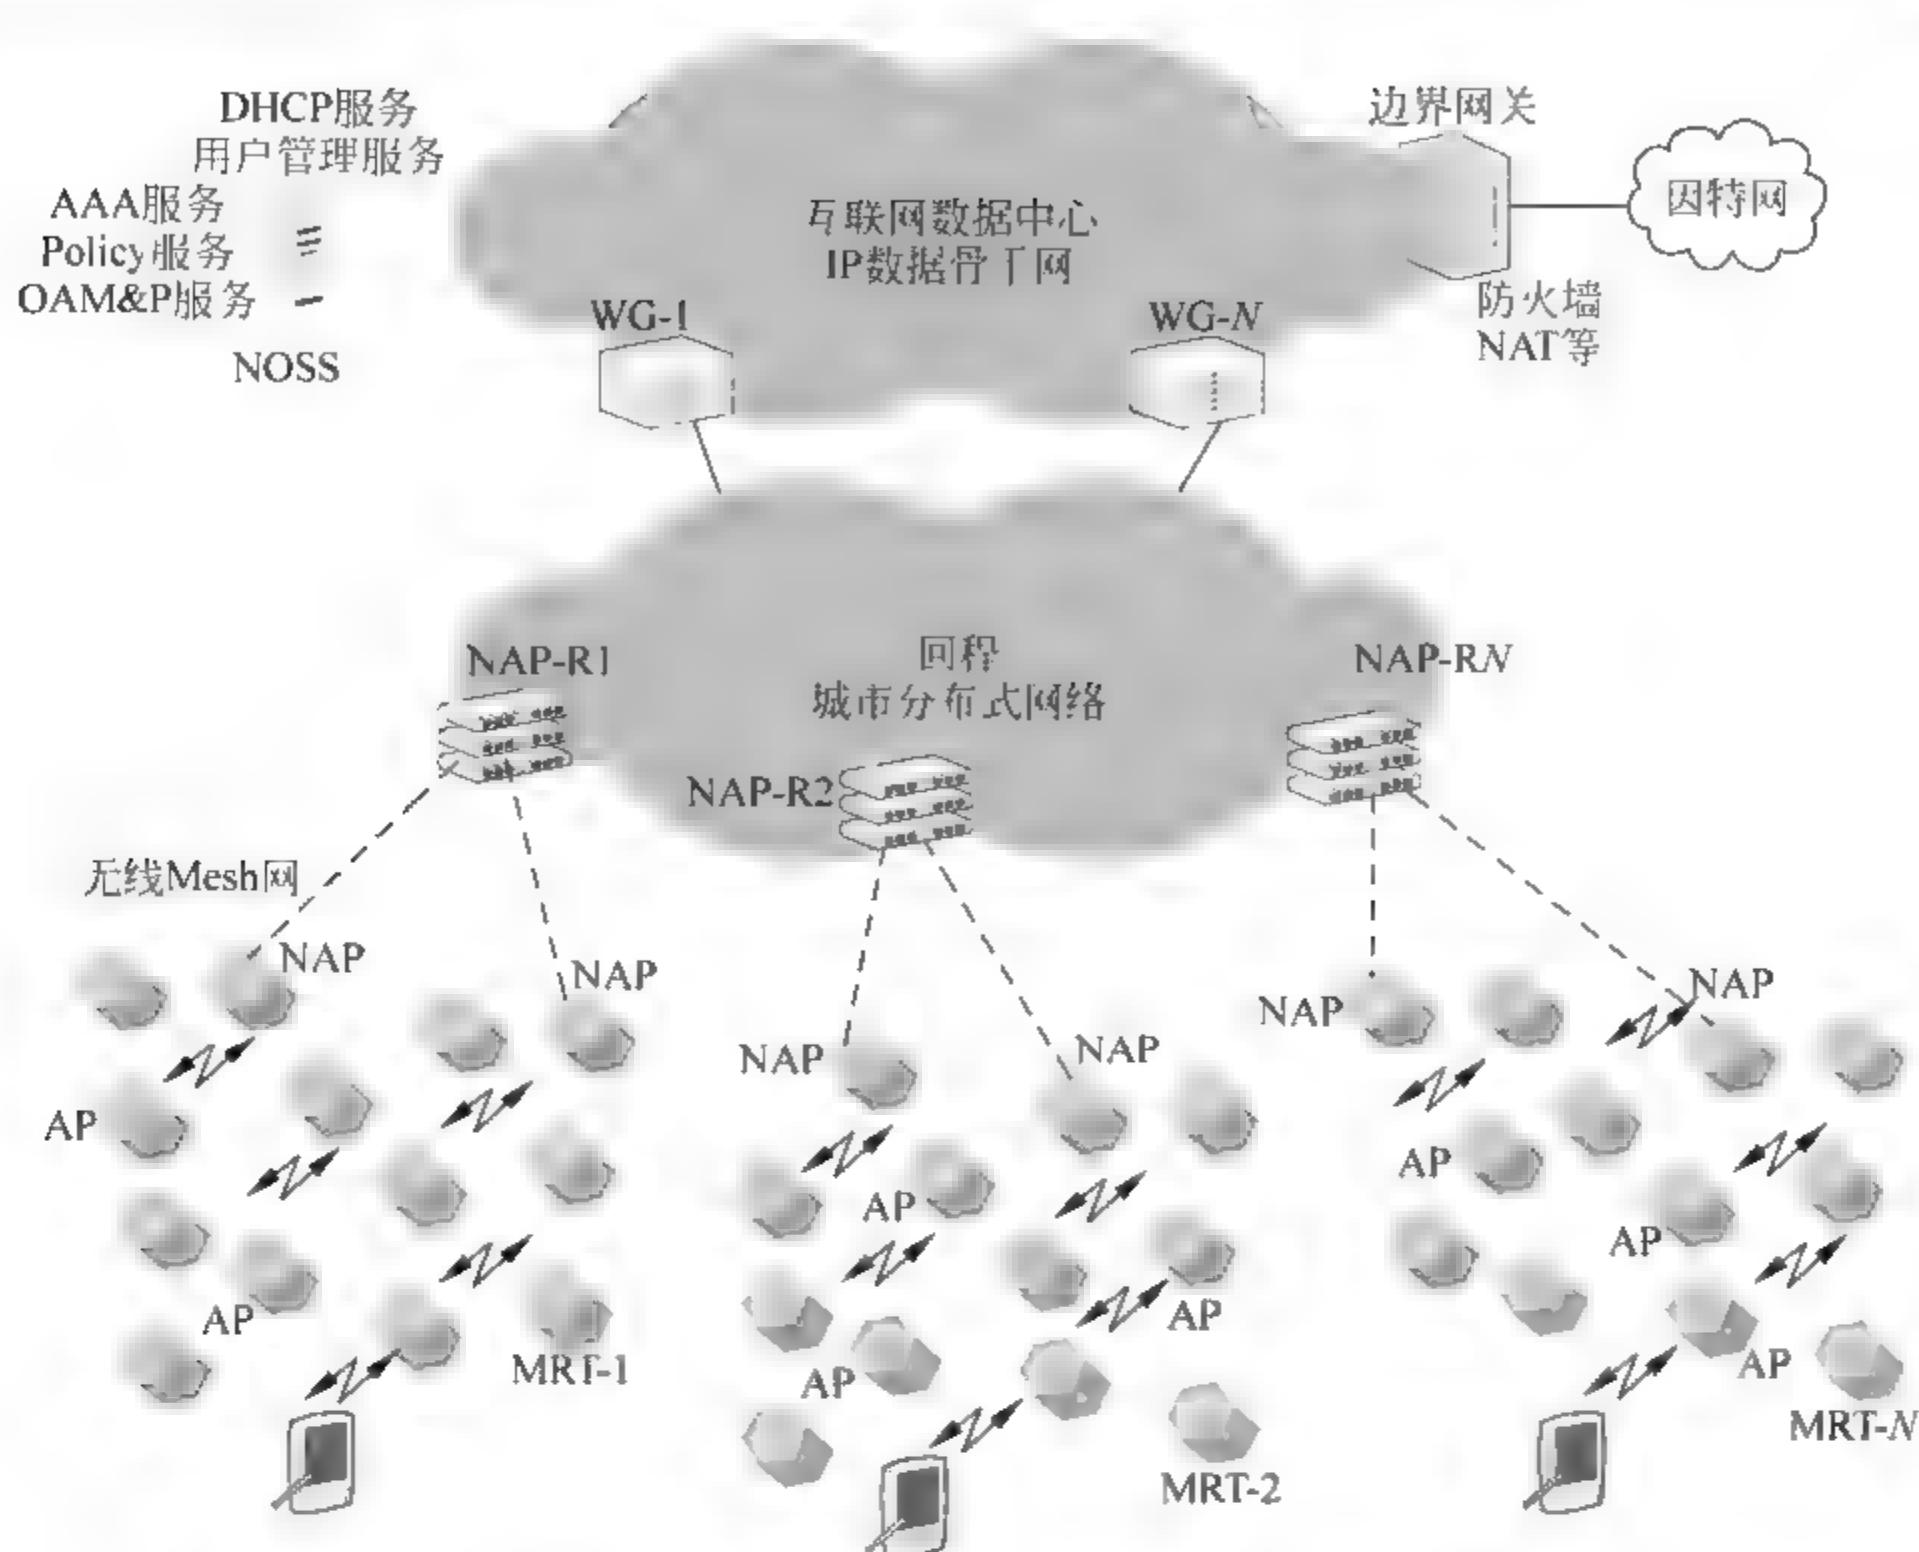 DHCP服务
用户管理服务
AAA服务
Policy服务
OAM&P服务
NOSS
互联网数据中心
IP数据骨干网
边界网关
因特网
防火墙
NAT等
WG-1
WG-N
NAP-R1
回程
城市分布式网络
NAP-RN
NAP-R2
无线Mesh网
NAP
NAP
NAP
NAP
NAP
NAP
AP
AP
MRT-1
AP
AP
AP
MRT-2
AP
AP
AP
MRT-N